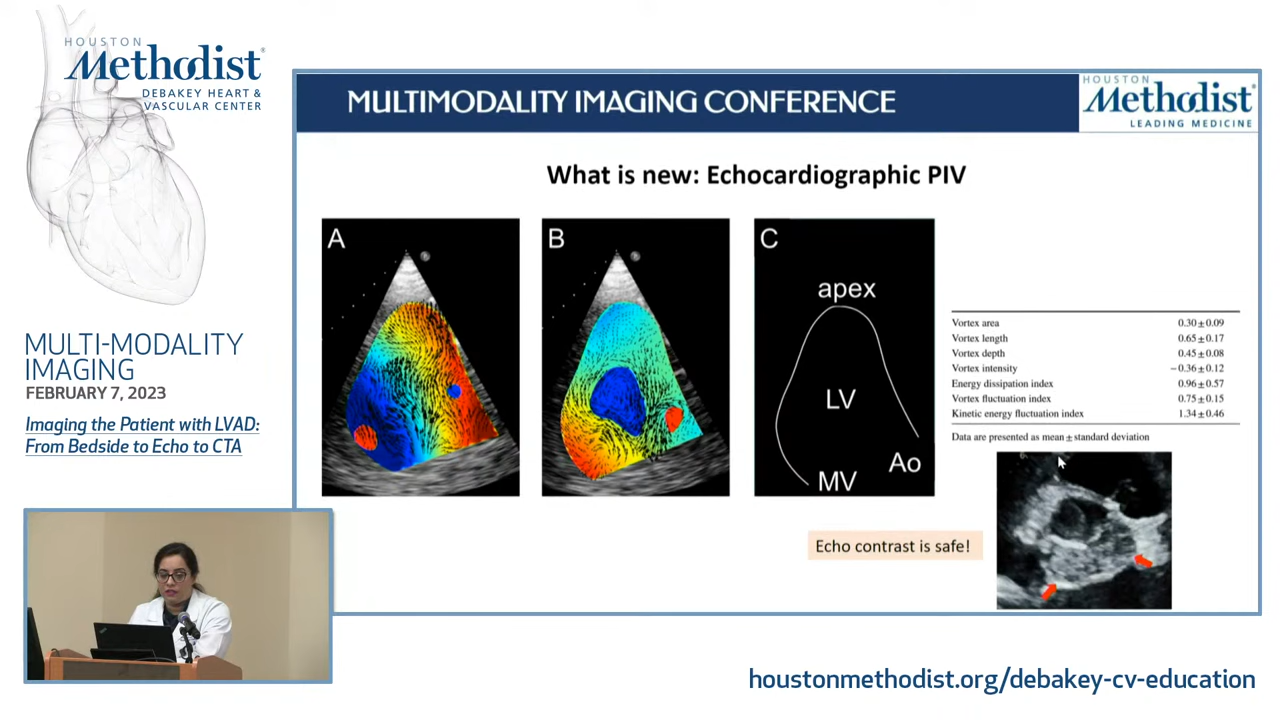 HOUSTON
Methodist
DEBAKEY HEART &
VASCULAR CENTER
MULTI-MODALITY
IMAGING
FEBRUARY 7, 2023
Imaging the Patient with LVAD:
From Bedside to Echo to CTA
MULTIMODALITY IMAGING CONFERENCE
HOUSTON
Methodist
LEADING MEDICINE
What is new: Echocardiographic PIV
A
B
C
apex
LV
MV
Ao
Vortex area 0.30±0.09
Vortex length 0.65±0.17
Vortex depth 0.45±0.08
Vortex intensity −0.36±0.12
Energy dissipation index 0.96±0.57
Vortex fluctuation index 0.75±0.15
Kinetic energy fluctuation index 1.34±0.46
Data are presented as mean±standard deviation
Echo contrast is safe!
houstonmethodist.org/debakey-cv-education